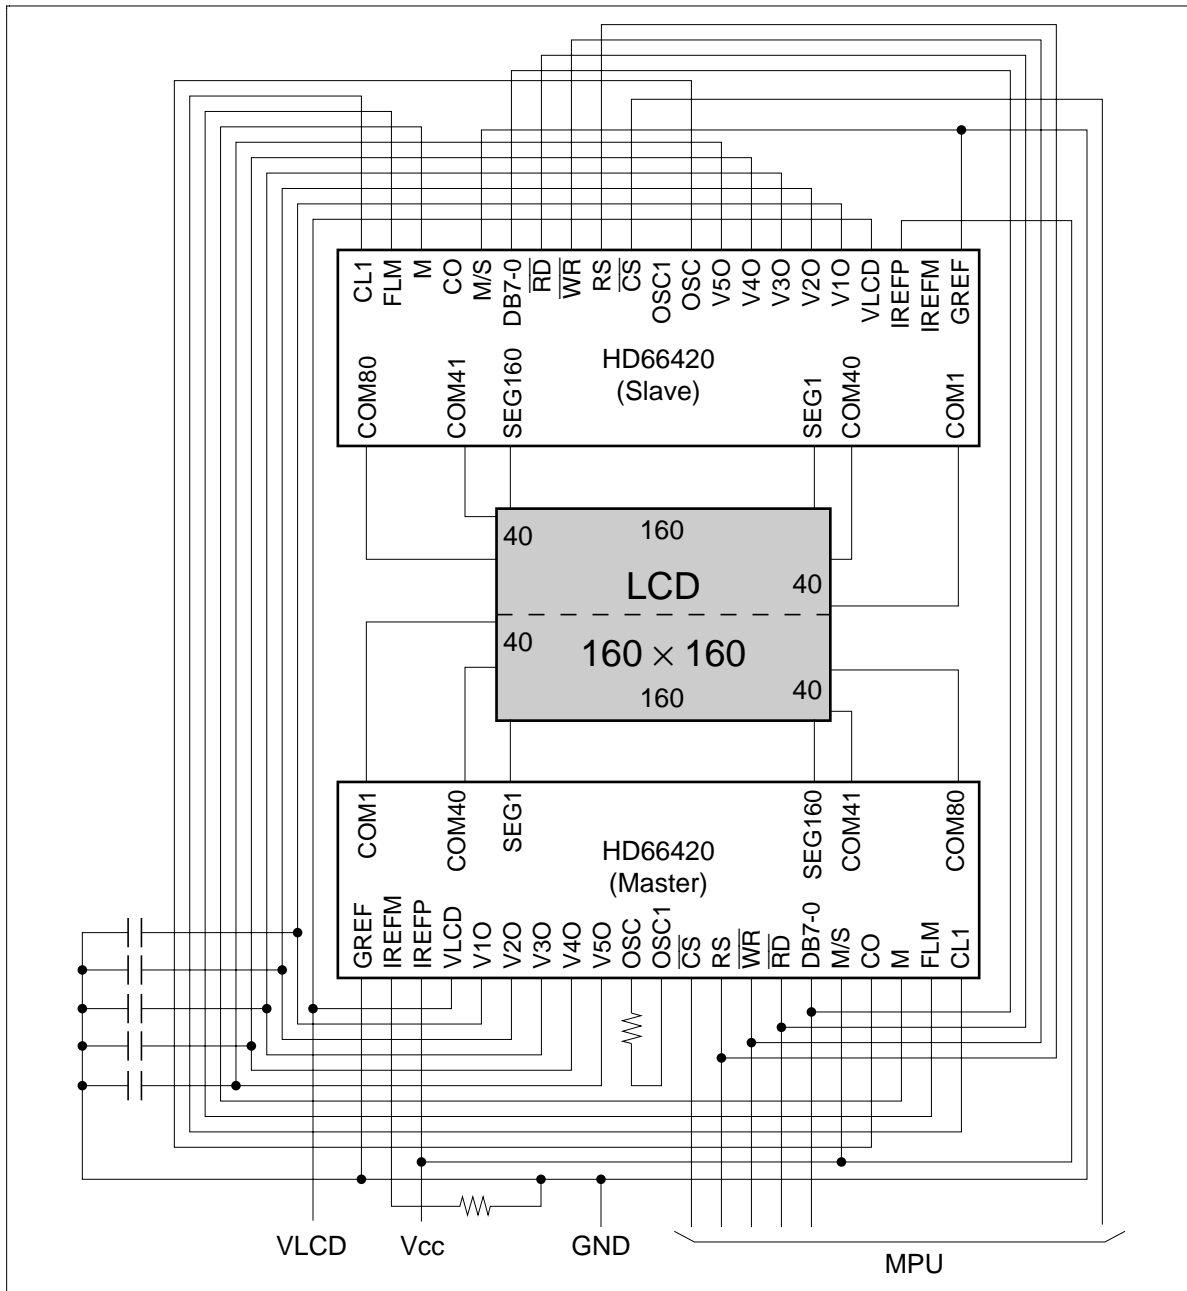 CL1
FLM
M
CO
M/S
DB7-0
RD
WR
RS
CS
OSC1
OSC
V5O
V4O
V3O
V2O
V1O
VLCD
IREFP
IREFM
GREF
HD66420
(Slave)
COM80
COM41
SEG160
SEG1
COM40
COM1
40
160
LCD
40
40
160 × 160
160
40
COM1
COM40
SEG1
SEG160
COM41
COM80
HD66420
(Master)
GREF
IREFM
IREFP
VLCD
V1O
V2O
V3O
V4O
V5O
OSC
OSC1
CS
RS
WR
RD
DB7-0
M/S
CO
M
FLM
CL1
VLCD
Vcc
GND
MPU